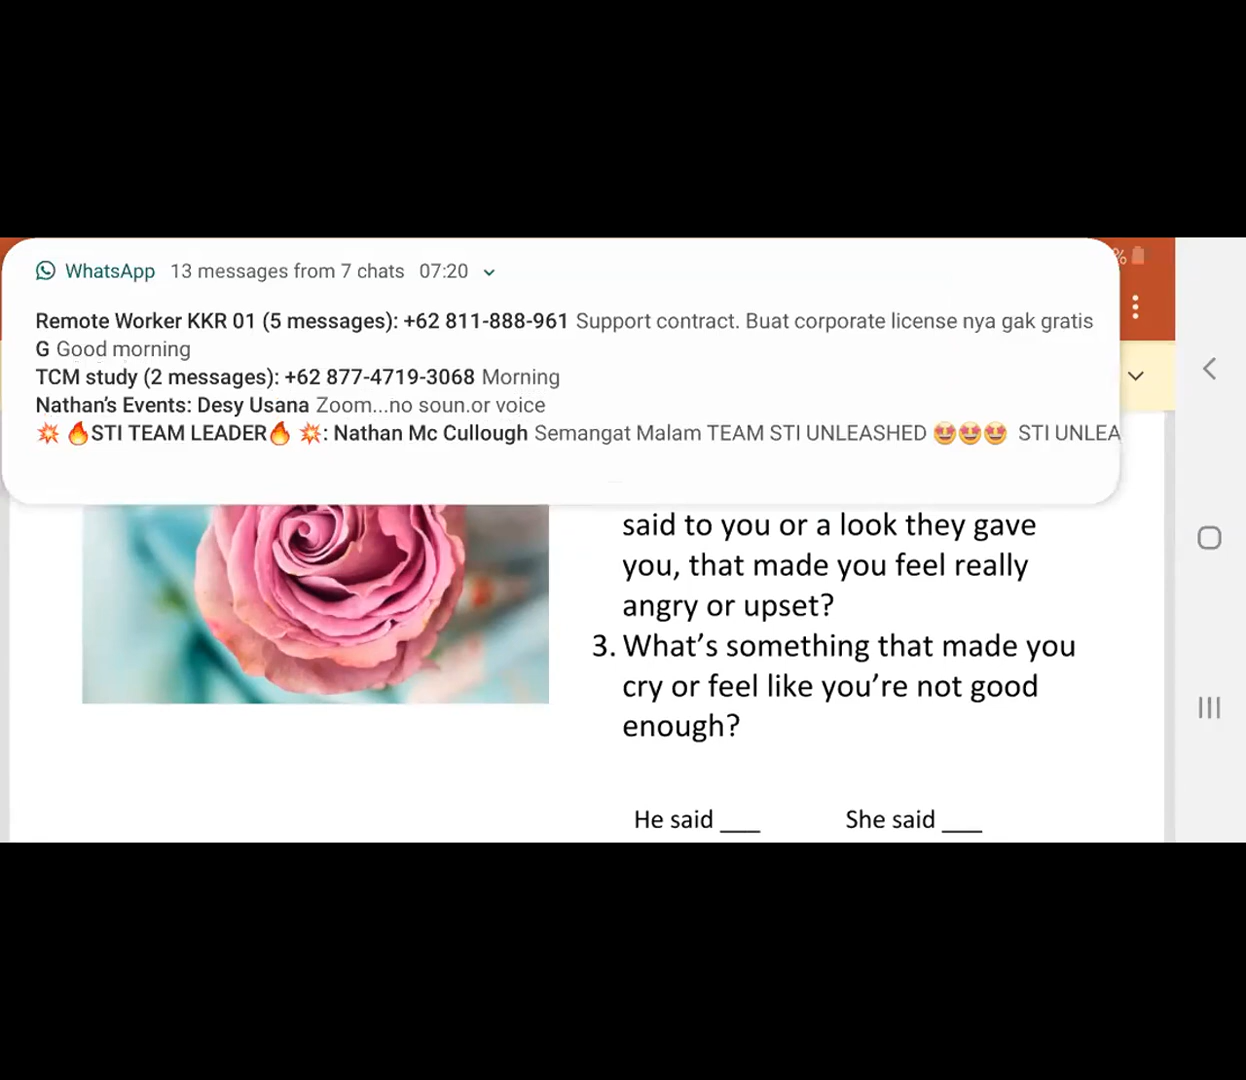 WhatsApp 13 messages from 7 chats 07:20
%
Remote Worker KKR 01 (5 messages): +62 811-888-961 Support contract. Buat corporate license nya gak gratis
G Good morning
TCM study (2 messages): +62 877-4719-3068 Morning
Nathan's Events: Desy Usana Zoom...no soun.or voice
💥 🔥STI TEAM LEADER🔥 💥: Nathan Mc Cullough Semangat Malam TEAM STI UNLEASHED 🤩🤩🤩 STI UNLEA
said to you or a look they gave
you, that made you feel really
angry or upset?
3. What's something that made you
cry or feel like you're not good
enough?
He said ___ She said ___